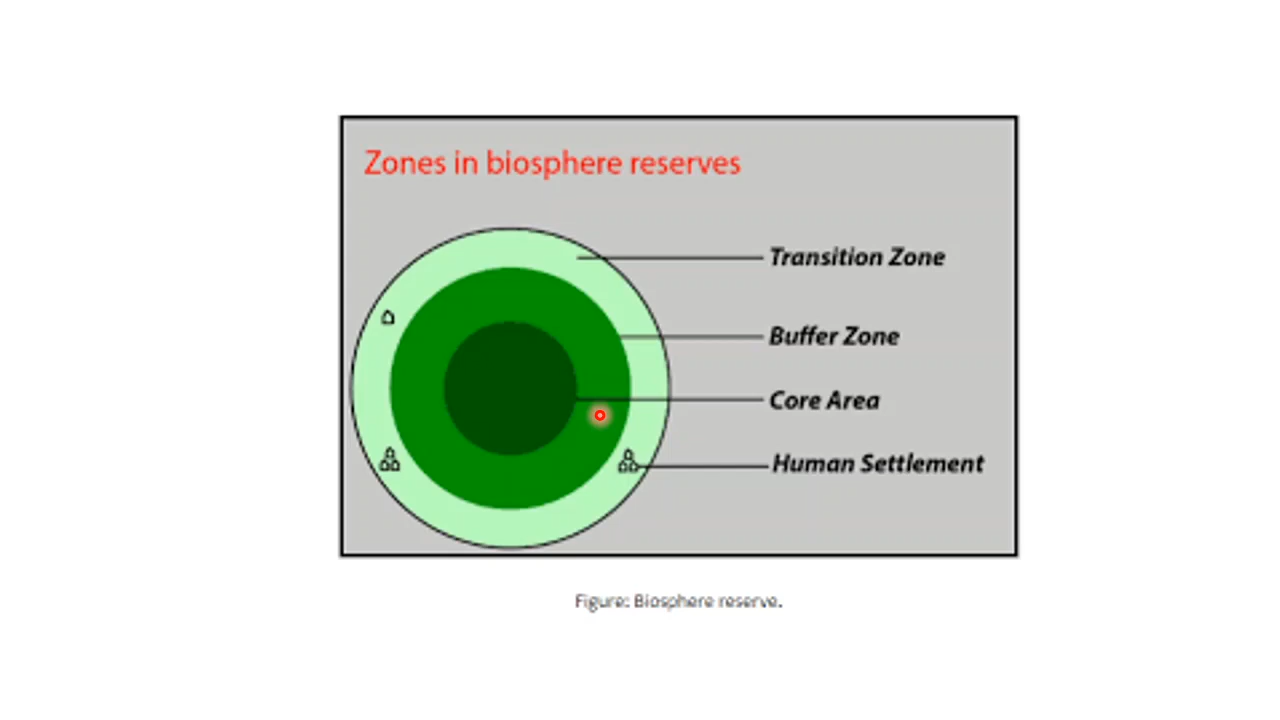 Zones in biosphere reserves
Transition Zone
Buffer Zone
Core Area
Human Settlement
Figure: Biosphere reserve.